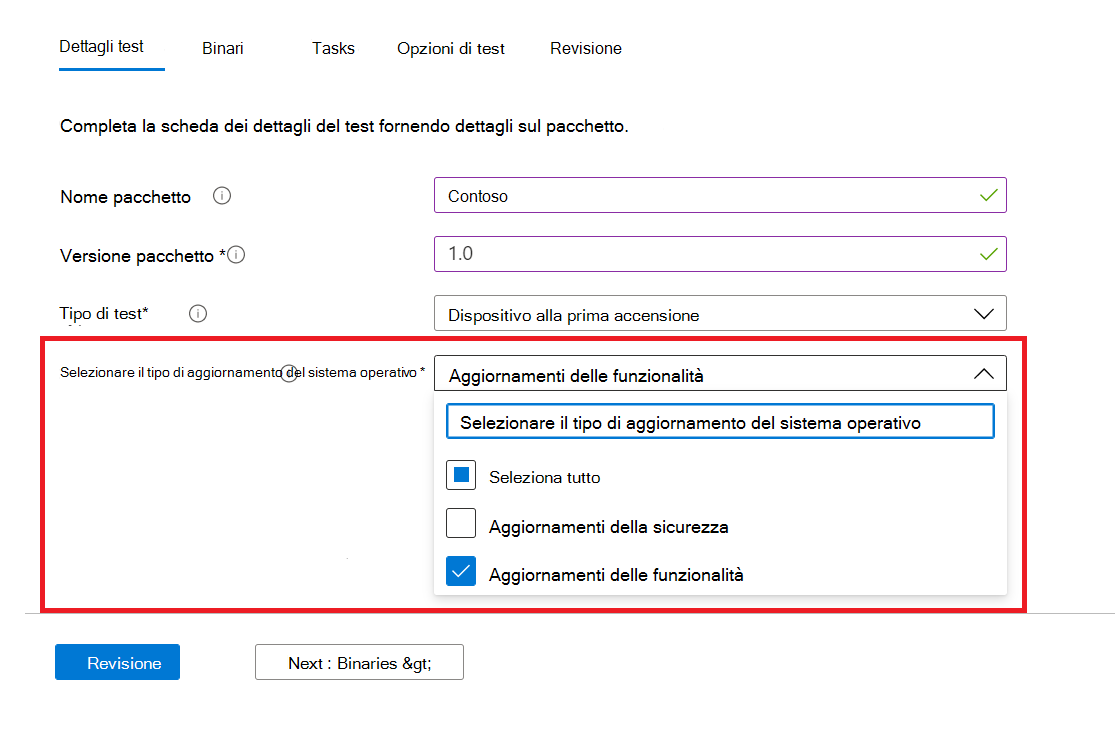 Dettagli test Binari Tasks Opzioni di test Revisione
Completa la scheda dei dettagli del test fornendo dettagli sul pacchetto.
Nome pacchetto Contoso
Versione pacchetto * 1.0
Tipo di test* Dispositivo alla prima accensione
Selezionare il tipo di aggiornamento del sistema operativo * Aggiornamenti delle funzionalità
Selezionare il tipo di aggiornamento del sistema operativo
Seleziona tutto
Aggiornamenti della sicurezza
Aggiornamenti delle funzionalità
Revisione Next : Binaries &gt;